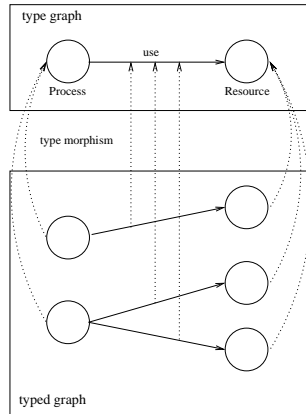 type graph
use
Process
Resource
type morphism
typed graph